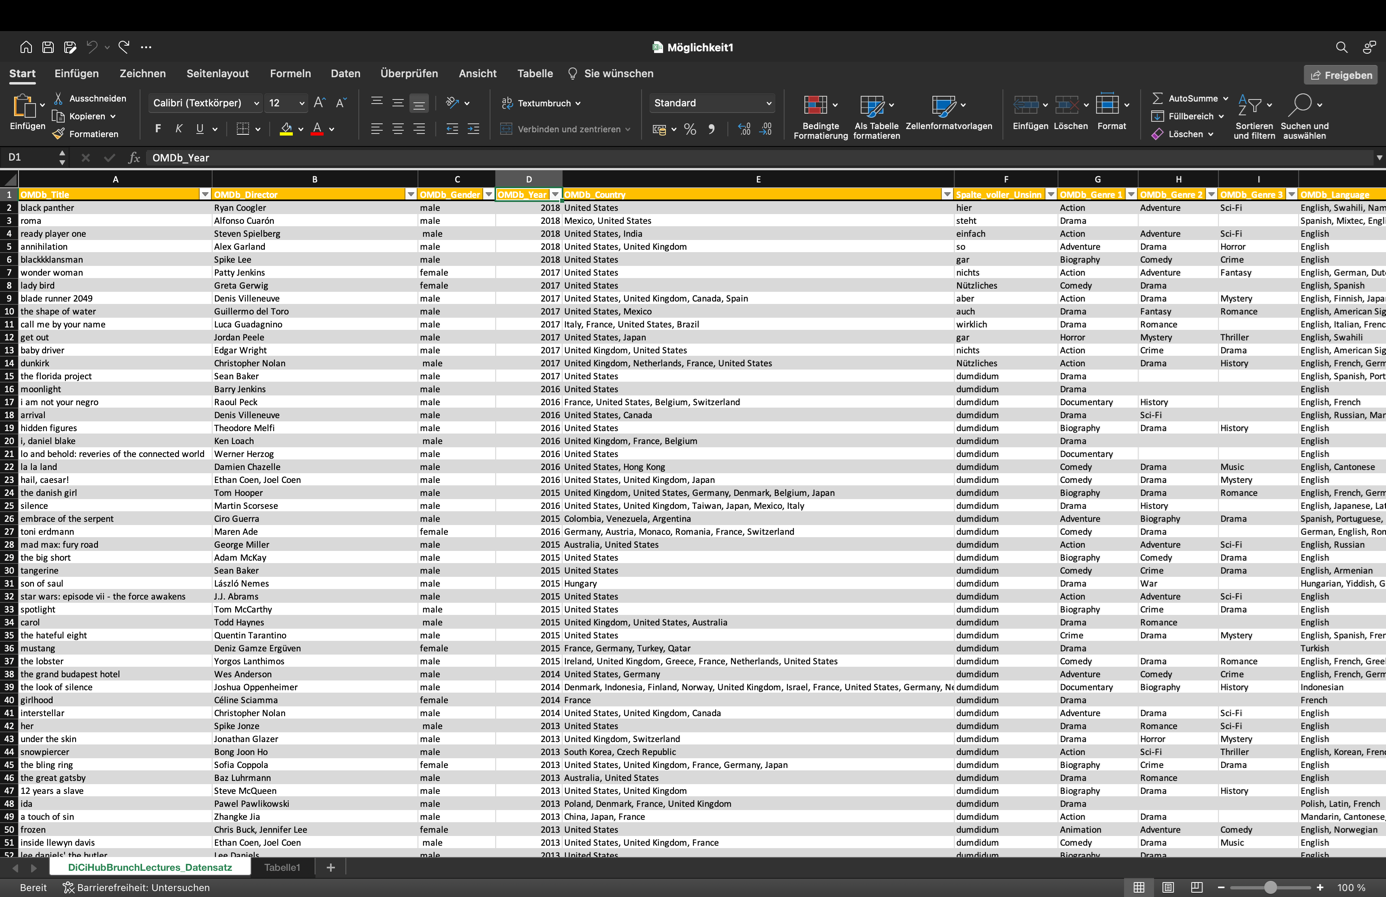 Möglichkeit1
Start Einfügen Zeichnen Seitenlayout Formeln Daten Überprüfen Ansicht Tabelle Sie wünschen Freigeben
Einfügen Ausschneiden Kopieren Formatieren
Calibri (Textkörper) 12 F K U
Textumbruch
Verbinden und zentrieren
Standard
Bedingte Formatierung Als Tabelle formatieren Zellenformatvorlagen Einfügen Löschen Format
AutoSumme Füllbereich Löschen
Sortieren und filtern Suchen und auswählen
D1 fx OMDb_Year
A B C D E F G H I
1 OMDb_Title OMDb_Director OMDb_Gender OMDb_Year OMDb_Country Spalte_voller_Unsinn OMDb_Genre 1 OMDb_Genre 2 OMDb_Genre 3 OMDb_Language
2 black panther Ryan Coogler male 2018 United States hier Action Adventure Sci-Fi English, Swahili, Nam
3 roma Alfonso Cuarón male 2018 Mexico, United States steht Drama Spanish, Mixtec, Engl
4 ready player one Steven Spielberg male 2018 United States, India einfach Action Adventure Sci-Fi English
5 annihilation Alex Garland male 2018 United States, United Kingdom so Adventure Drama Horror English
6 blackkklansman Spike Lee male 2018 United States gar Biography Comedy Crime English
7 wonder woman Patty Jenkins female 2017 United States nichts Action Adventure Fantasy English, German, Dut
8 lady bird Greta Gerwig female 2017 United States Nützliches Comedy Drama English, Spanish
9 blade runner 2049 Denis Villeneuve male 2017 United States, United Kingdom, Canada, Spain aber Action Drama Mystery English, Finnish, Japa
10 the shape of water Guillermo del Toro male 2017 United States, Mexico auch Drama Fantasy Romance English, American Sig
11 call me by your name Luca Guadagnino male 2017 Italy, France, United States, Brazil wirklich Drama Romance English, Italian, Frenc
12 get out Jordan Peele male 2017 United States, Japan gar Horror Mystery Thriller English, Swahili
13 baby driver Edgar Wright male 2017 United Kingdom, United States nichts Action Crime Drama English, American Sig
14 dunkirk Christopher Nolan male 2017 United Kingdom, Netherlands, France, United States Nützliches Action Drama History English, French, Germ
15 the florida project Sean Baker male 2017 United States dumdidum Drama English, Spanish, Port
16 moonlight Barry Jenkins male 2016 United States dumdidum Drama English
17 i am not your negro Raoul Peck male 2016 France, United States, Belgium, Switzerland dumdidum Documentary History English, French
18 arrival Denis Villeneuve male 2016 United States, Canada dumdidum Drama Sci-Fi English, Russian, Man
19 hidden figures Theodore Melfi male 2016 United States dumdidum Biography Drama History English
20 i, daniel blake Ken Loach male 2016 United Kingdom, France, Belgium dumdidum Drama English
21 lo and behold: reveries of the connected world Werner Herzog male 2016 United States dumdidum Documentary English
22 la la land Damien Chazelle male 2016 United States, Hong Kong dumdidum Comedy Drama Music English, Cantonese
23 hail, caesar! Ethan Coen, Joel Coen male 2016 United States, United Kingdom, Japan dumdidum Comedy Drama Mystery English
24 the danish girl Tom Hooper male 2015 United Kingdom, United States, Germany, Denmark, Belgium, Japan dumdidum Biography Drama Romance English, French, Germ
25 silence Martin Scorsese male 2016 United States, United Kingdom, Taiwan, Japan, Mexico, Italy dumdidum Drama History English, Japanese, Lat
26 embrace of the serpent Ciro Guerra male 2015 Colombia, Venezuela, Argentina dumdidum Adventure Biography Drama Spanish, Portuguese,
27 toni erdmann Maren Ade female 2016 Germany, Austria, Monaco, Romania, France, Switzerland dumdidum Comedy Drama German, English, Rom
28 mad max: fury road George Miller male 2015 Australia, United States dumdidum Action Adventure Sci-Fi English, Russian
29 the big short Adam McKay male 2015 United States dumdidum Biography Comedy Drama English
30 tangerine Sean Baker male 2015 United States dumdidum Comedy Crime Drama English, Armenian
31 son of saul László Nemes male 2015 Hungary dumdidum Drama War Hungarian, Yiddish, G
32 star wars: episode vii - the force awakens J.J. Abrams male 2015 United States dumdidum Action Adventure Sci-Fi English
33 spotlight Tom McCarthy male 2015 United States dumdidum Biography Crime Drama English
34 carol Todd Haynes male 2015 United Kingdom, United States, Australia dumdidum Drama Romance English
35 the hateful eight Quentin Tarantino male 2015 United States dumdidum Crime Drama Mystery English, Spanish, Fren
36 mustang Deniz Gamze Ergüven female 2015 France, Germany, Turkey, Qatar dumdidum Drama Turkish
37 the lobster Yorgos Lanthimos male 2015 Ireland, United Kingdom, Greece, France, Netherlands, United States dumdidum Comedy Drama Romance English, French, Gree
38 the grand budapest hotel Wes Anderson male 2014 United States, Germany dumdidum Adventure Comedy Crime English, French, Germ
39 the look of silence Joshua Oppenheimer male 2014 Denmark, Indonesia, Finland, Norway, United Kingdom, Israel, France, United States, Germany, Ne dumdidum Documentary Biography History Indonesian
40 girlhood Céline Sciamma female 2014 France dumdidum Drama French
41 interstellar Christopher Nolan male 2014 United States, United Kingdom, Canada dumdidum Adventure Drama Sci-Fi English
42 her Spike Jonze male 2013 United States dumdidum Drama Romance Sci-Fi English
43 under the skin Jonathan Glazer male 2013 United Kingdom, Switzerland dumdidum Drama Horror Mystery English
44 snowpiercer Bong Joon Ho male 2013 South Korea, Czech Republic dumdidum Action Sci-Fi Thriller English, Korean, Frenc
45 the bling ring Sofia Coppola female 2013 United States, United Kingdom, France, Germany, Japan dumdidum Biography Crime Drama English
46 the great gatsby Baz Luhrmann male 2013 Australia, United States dumdidum Drama Romance English
47 12 years a slave Steve McQueen male 2013 United States, United Kingdom dumdidum Biography Drama History English
48 ida Pawel Pawlikowski male 2013 Poland, Denmark, France, United Kingdom dumdidum Drama Polish, Latin, French
49 a touch of sin Zhangke Jia male 2013 China, Japan, France dumdidum Action Drama Mandarin, Cantonese,
50 frozen Chris Buck, Jennifer Lee female 2013 United States dumdidum Animation Adventure Comedy English, Norwegian
51 inside llewyn davis Ethan Coen, Joel Coen male 2013 United States, United Kingdom, France dumdidum Comedy Drama Music English
52 lee daniels' the butler Lee Daniels male 2013 United States dumdidum Biography Drama English
DiCiHubBrunchLectures_Datensatz Tabelle1 +
Bereit Barrierefreiheit: Untersuchen 100 %